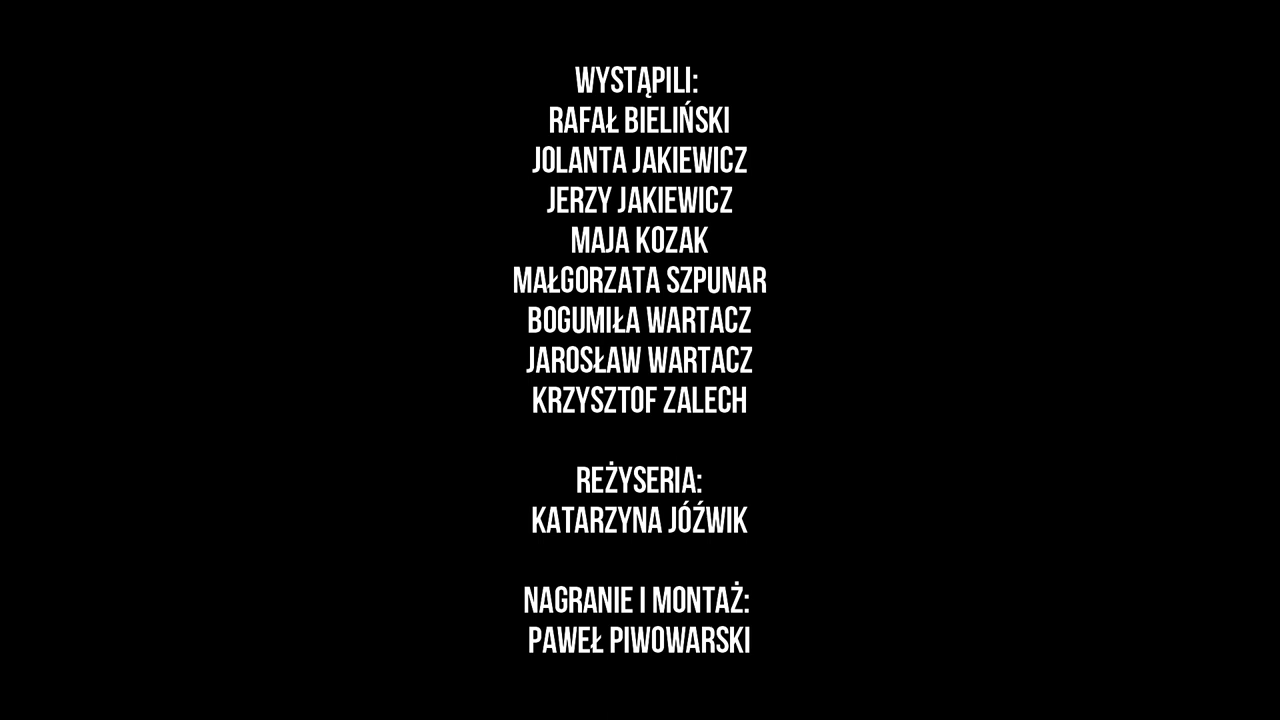 WYSTĄPILI:
RAFAŁ BIELIŃSKI
JOLANTA JAKIEWICZ
JERZY JAKIEWICZ
MAJA KOZAK
MAŁGORZATA SZPUNAR
BOGUMIŁA WARTACZ
JAROSŁAW WARTACZ
KRZYSZTOF ZALECH
REŻYSERIA:
KATARZYNA JÓŹWIK
NAGRANIE I MONTAŻ:
PAWEŁ PIWOWARSKI